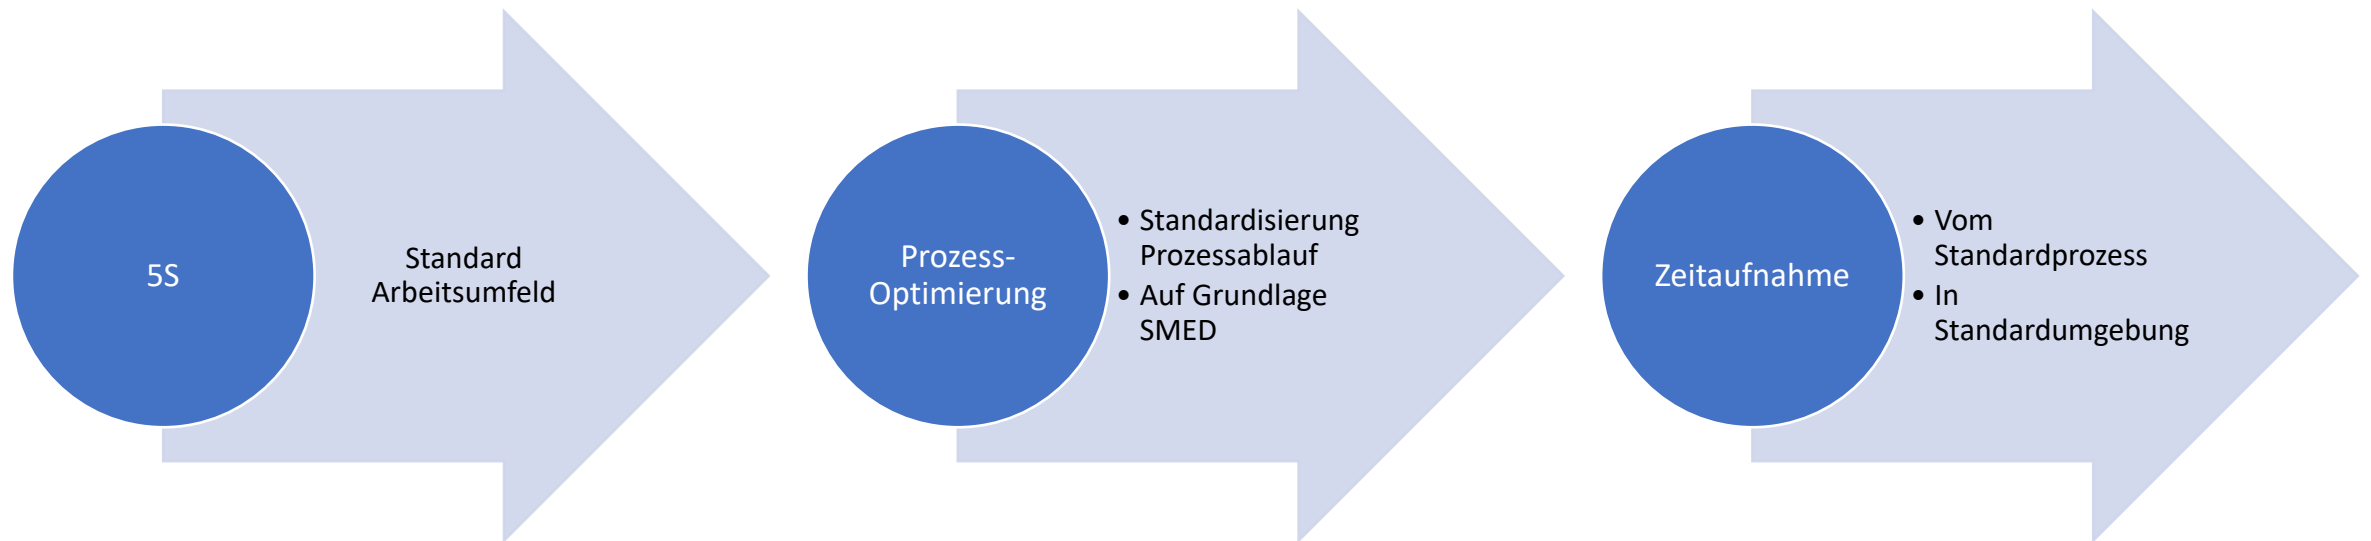 5S
Standard
Arbeitsumfeld
Prozess-
Optimierung
• Standardisierung
Prozessablauf
• Auf Grundlage
SMED
Zeitaufnahme
• Vom
Standardprozess
• In
Standardumgebung